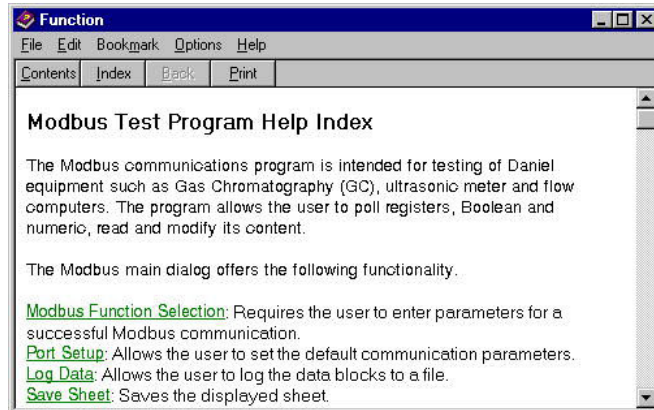 Function
File Edit Bookmark Options Help
Contents Index Back Print
Modbus Test Program Help Index
The Modbus communications program is intended for testing of Daniel
equipment such as Gas Chromatography (GC), ultrasonic meter and flow
computers. The program allows the user to poll registers, Boolean and
numeric, read and modify its content.
The Modbus main dialog offers the following functionality.
Modbus Function Selection: Requires the user to enter parameters for a
successful Modbus communication.
Port Setup: Allows the user to set the default communication parameters.
Log Data: Allows the user to log the data blocks to a file.
Save Sheet: Saves the displayed sheet.